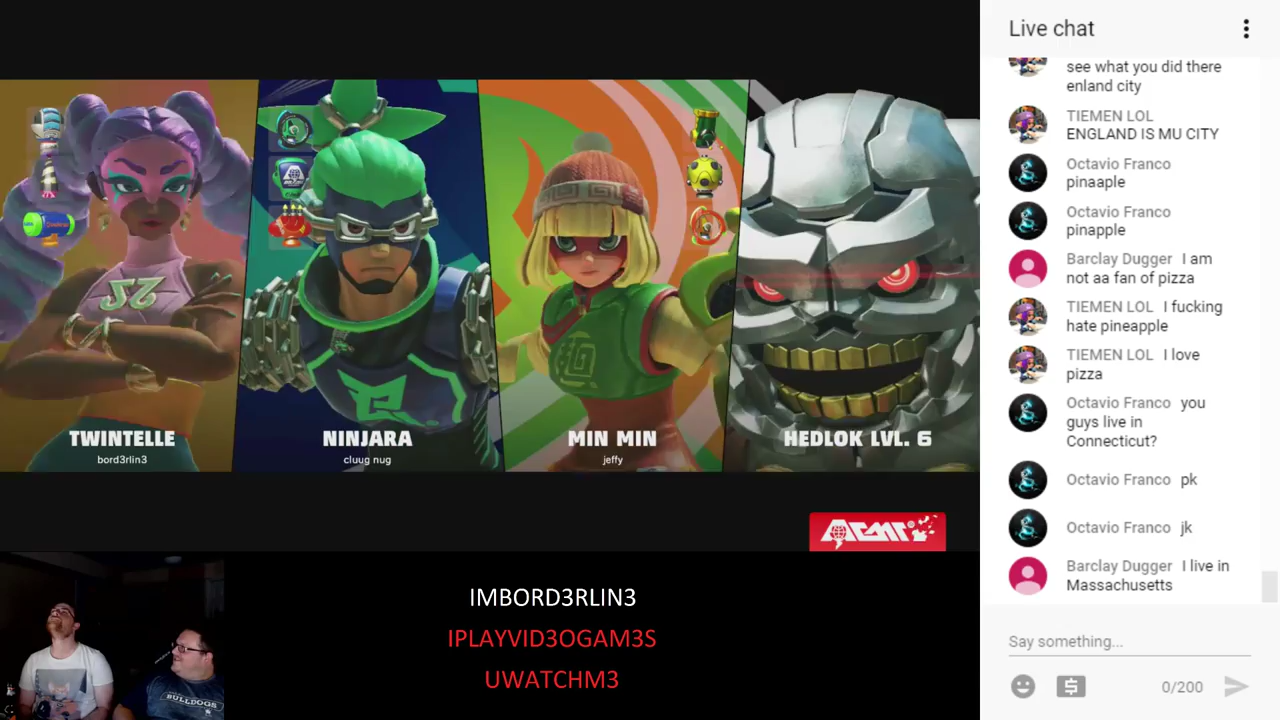 TWINTELLE
bord3rlin3
NINJARA
cluug nug
MIN MIN
jeffy
HEDLOK LVL. 6
IMBORD3RLIN3
IPLAYVID3OGAM3S
UWATCHM3
BULLDOGS
Live chat
see what you did there
enland city
TIEMEN LOL
ENGLAND IS MU CITY
Octavio Franco
pinaaple
Octavio Franco
pinapple
Barclay Dugger I am
not aa fan of pizza
TIEMEN LOL I fucking
hate pineapple
TIEMEN LOL I love
pizza
Octavio Franco you
guys live in
Connecticut?
Octavio Franco pk
Octavio Franco jk
Barclay Dugger I live in
Massachusetts
Say something...
0/200